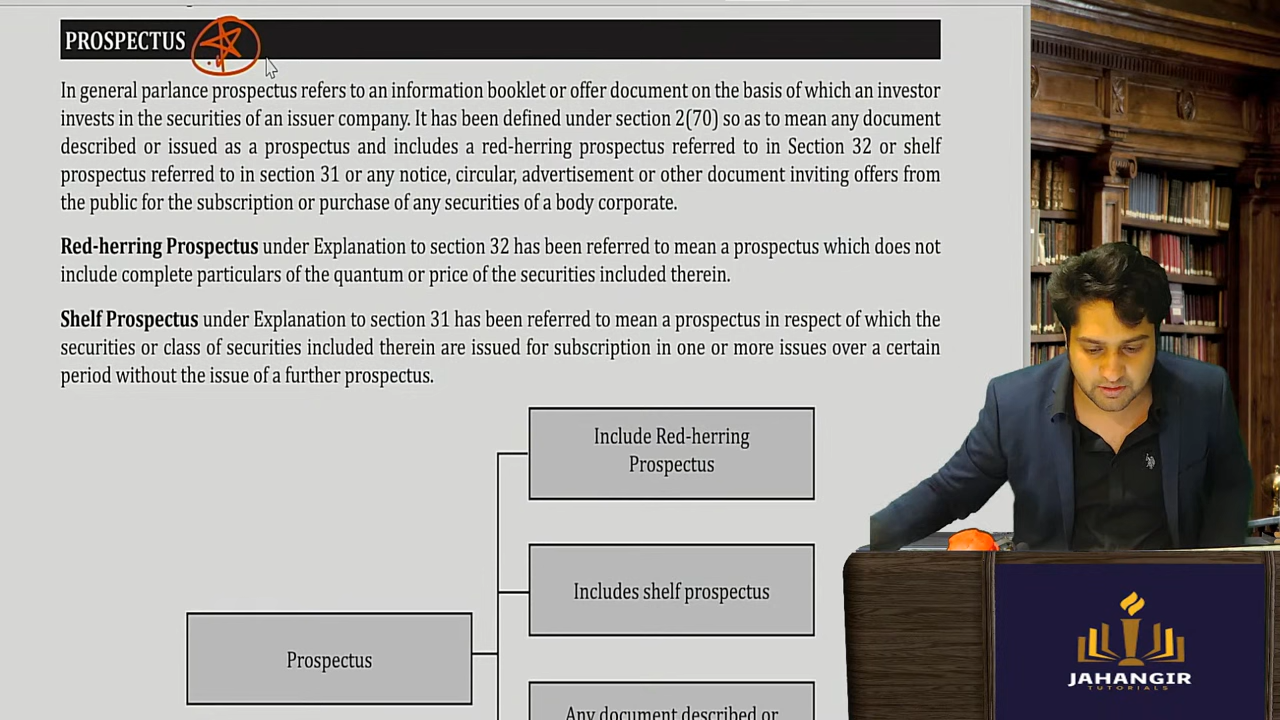 PROSPECTUS
In general parlance prospectus refers to an information booklet or offer document on the basis of which an investor
invests in the securities of an issuer company. It has been defined under section 2(70) so as to mean any document
described or issued as a prospectus and includes a red-herring prospectus referred to in Section 32 or shelf
prospectus referred to in section 31 or any notice, circular, advertisement or other document inviting offers from
the public for the subscription or purchase of any securities of a body corporate.
Red-herring Prospectus under Explanation to section 32 has been referred to mean a prospectus which does not
include complete particulars of the quantum or price of the securities included therein.
Shelf Prospectus under Explanation to section 31 has been referred to mean a prospectus in respect of which the
securities or class of securities included therein are issued for subscription in one or more issues over a certain
period without the issue of a further prospectus.
Include Red-herring
Prospectus
Includes shelf prospectus
Prospectus
Any document described or
JAHANGIR
TUTORIALS